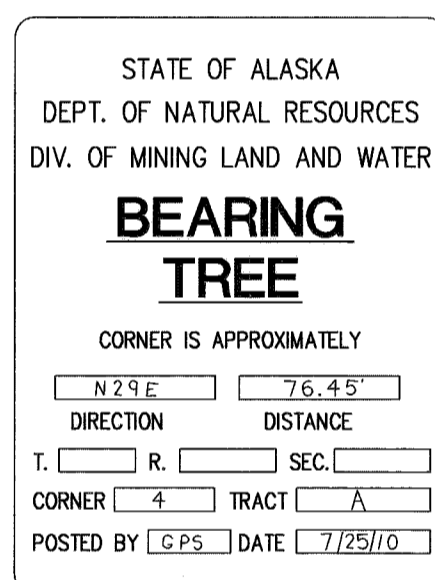 STATE OF ALASKA
DEPT. OF NATURAL RESOURCES
DIV. OF MINING LAND AND WATER
BEARING
TREE
CORNER IS APPROXIMATELY
N29E 76.45'
DIRECTION DISTANCE
T. R. SEC.
CORNER 4 TRACT A
POSTED BY GPS DATE 7/25/10